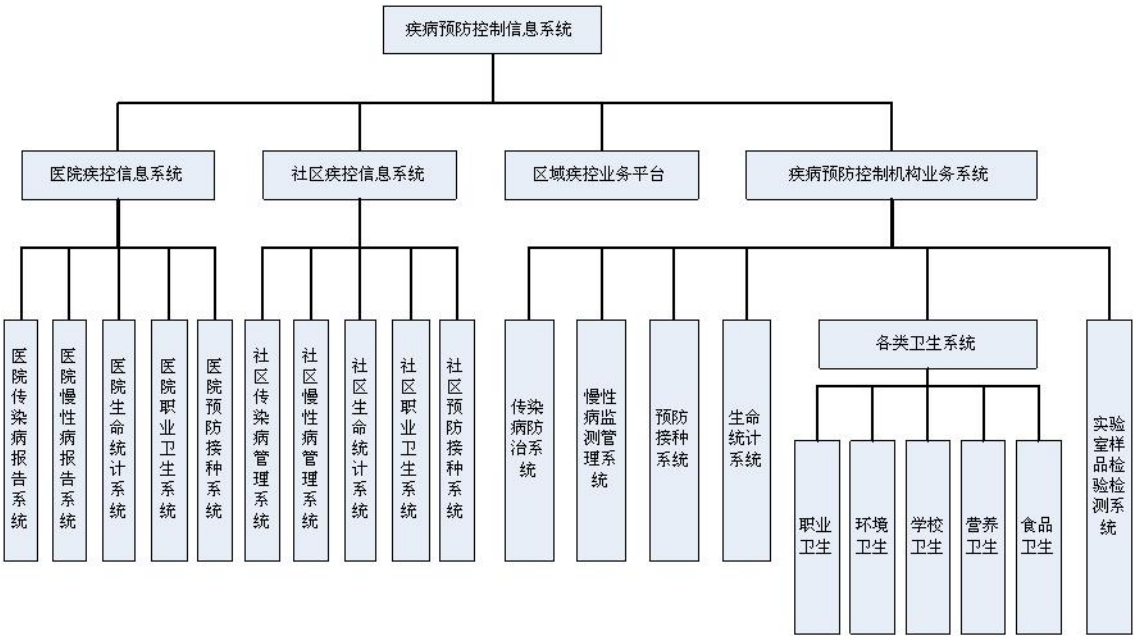 疾病预防控制信息系统
医院疾控信息系统
社区疾控信息系统
区域疾控业务平台
疾病预防控制机构业务系统
医院传染病报告系统
医院慢性病报告系统
医院生命统计系统
医院职业卫生系统
医院预防接种系统
社区传染病管理系统
社区慢性病管理系统
社区生命统计系统
社区职业卫生系统
社区预防接种系统
传染
病防
治系
统
慢性
病监
测管
理系
统
预防
接种
系统
生命
统计
系统
各类卫生系统
职业
卫生
环境
卫生
学校
卫生
营养
卫生
食品
卫生
实验
室样
品检
验检
测系
统